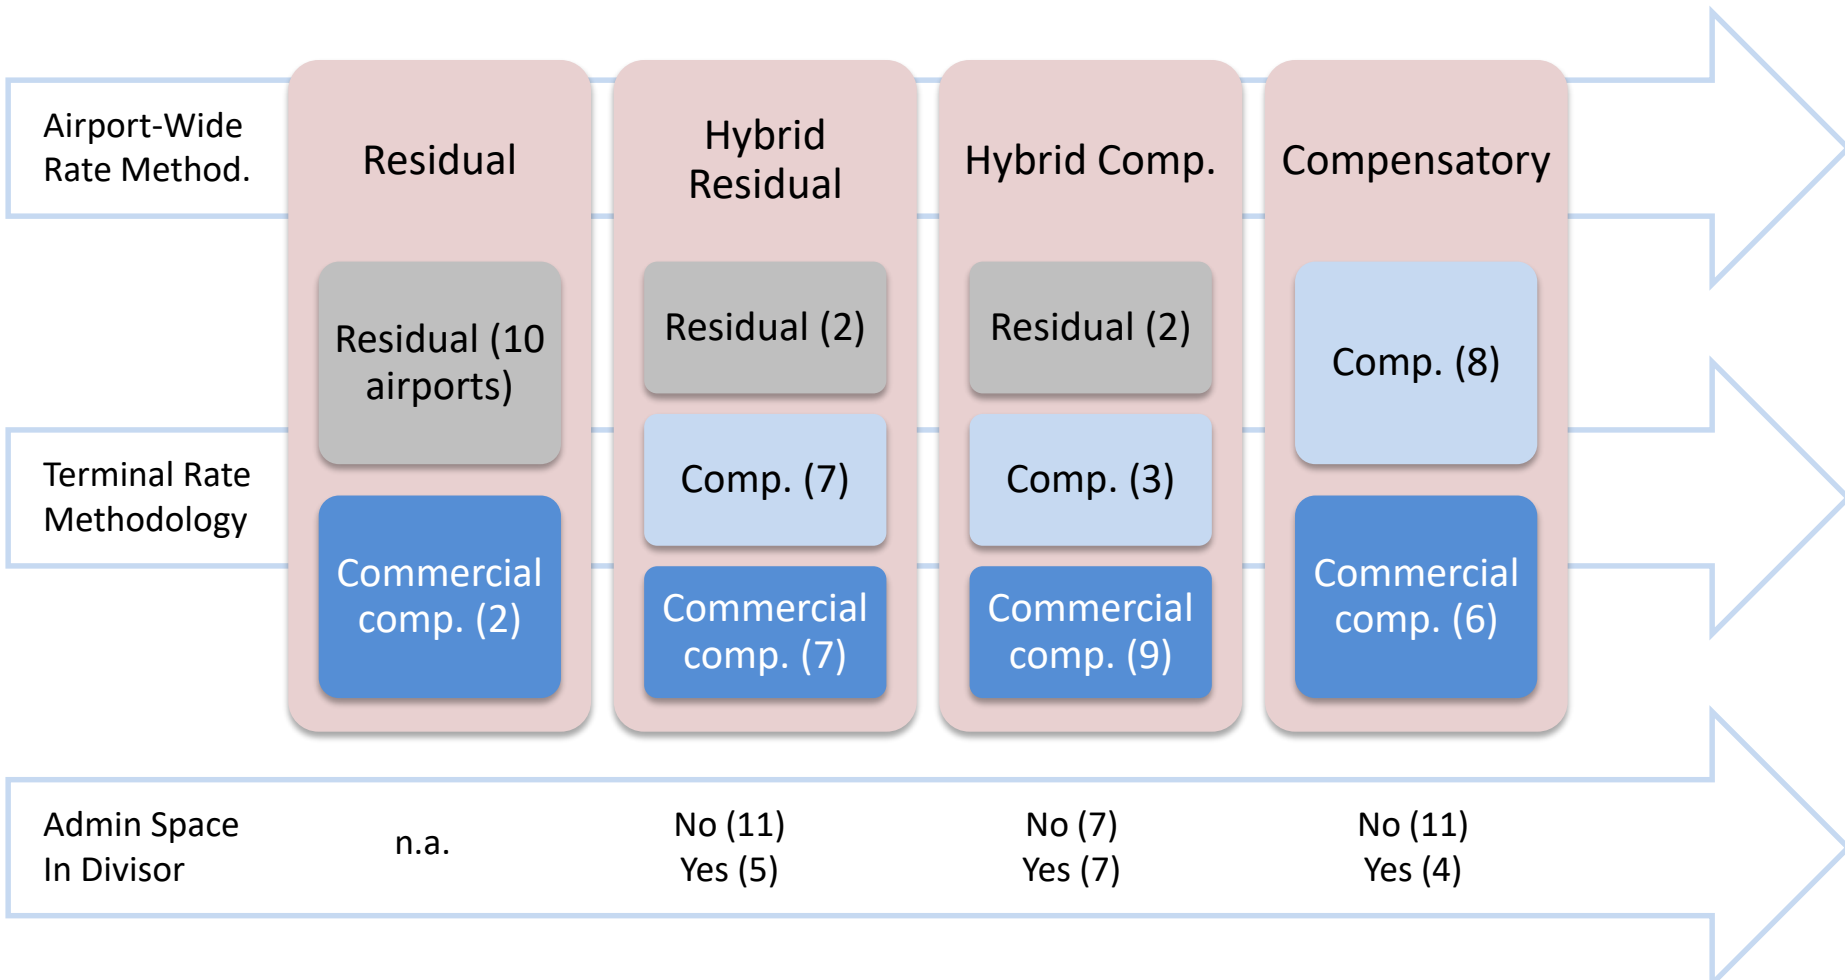 Airport-Wide
Rate Method.
Residual
Hybrid
Residual
Hybrid Comp.
Compensatory
Residual (10
airports)
Residual (2)
Residual (2)
Comp. (8)
Terminal Rate
Methodology
Comp. (7)
Comp. (3)
Commercial
comp. (2)
Commercial
comp. (7)
Commercial
comp. (9)
Commercial
comp. (6)
Admin Space
In Divisor
n.a.
No (11)
Yes (5)
No (7)
Yes (7)
No (11)
Yes (4)